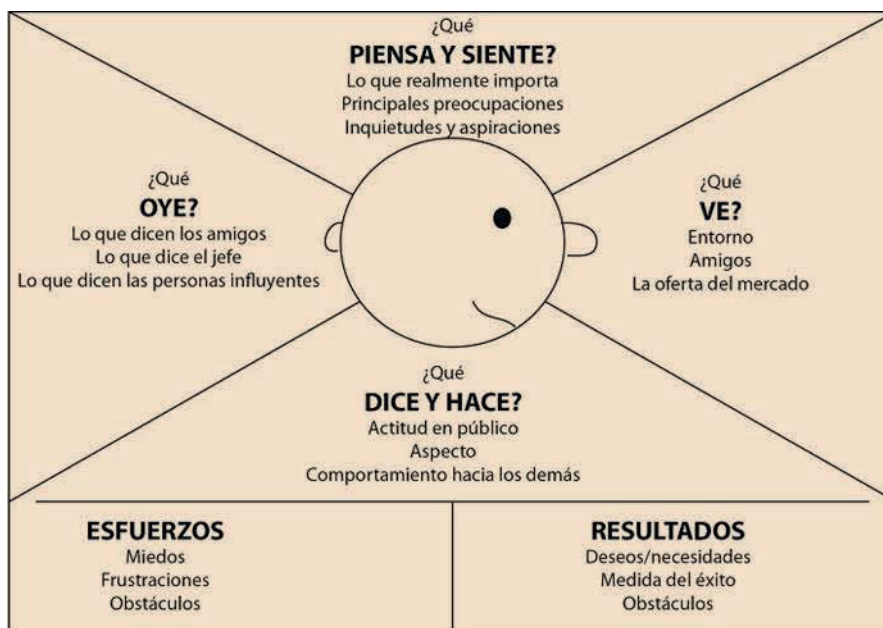 ¿Qué
PIENSA Y SIENTE?
Lo que realmente importa
Principales preocupaciones
Inquietudes y aspiraciones
¿Qué
OYE?
Lo que dicen los amigos
Lo que dice el jefe
Lo que dicen las personas influyentes
¿Qué
VE?
Entorno
Amigos
La oferta del mercado
¿Qué
DICE Y HACE?
Actitud en público
Aspecto
Comportamiento hacia los demás
ESFUERZOS
Miedos
Frustraciones
Obstáculos
RESULTADOS
Deseos/necesidades
Medida del éxito
Obstáculos